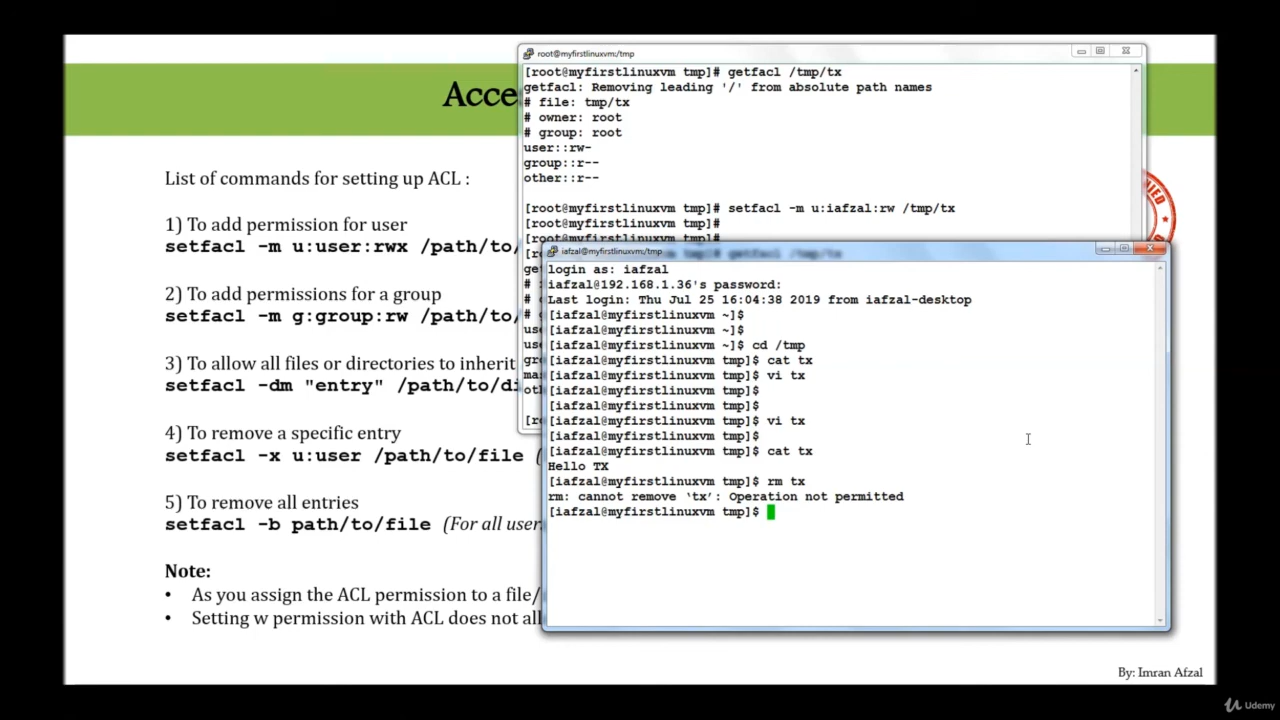 Acce
List of commands for setting up ACL :
1) To add permission for user
setfacl -m u:user:rwx /path/to/
2) To add permissions for a group
setfacl -m g:group:rw /path/to/
3) To allow all files or directories to inherit
setfacl -dm "entry" /path/to/di
4) To remove a specific entry
setfacl -x u:user /path/to/file (
5) To remove all entries
setfacl -b path/to/file (For all user
Note:
• As you assign the ACL permission to a file/
• Setting w permission with ACL does not all
root@myfirstlinuxvm:/tmp
[root@myfirstlinuxvm tmp]# getfacl /tmp/tx
getfacl: Removing leading '/' from absolute path names
# file: tmp/tx
# owner: root
# group: root
user::rw-
group::r--
other::r--
[root@myfirstlinuxvm tmp]# setfacl -m u:iafzal:rw /tmp/tx
[root@myfirstlinuxvm tmp]#
[root@myfirstlinuxvm tmp]#
[r
ge
#
#
#
use
use
gro
mas
oth
[ro
iafzal@myfirstlinuxvm:/tmp
login as: iafzal
iafzal@192.168.1.36's password:
Last login: Thu Jul 25 16:04:38 2019 from iafzal-desktop
[iafzal@myfirstlinuxvm ~]$
[iafzal@myfirstlinuxvm ~]$
[iafzal@myfirstlinuxvm ~]$ cd /tmp
[iafzal@myfirstlinuxvm tmp]$ cat tx
[iafzal@myfirstlinuxvm tmp]$ vi tx
[iafzal@myfirstlinuxvm tmp]$
[iafzal@myfirstlinuxvm tmp]$
[iafzal@myfirstlinuxvm tmp]$ vi tx
[iafzal@myfirstlinuxvm tmp]$
[iafzal@myfirstlinuxvm tmp]$ cat tx
Hello TX
[iafzal@myfirstlinuxvm tmp]$ rm tx
rm: cannot remove ‘tx’: Operation not permitted
[iafzal@myfirstlinuxvm tmp]$
By: Imran Afzal
Udemy